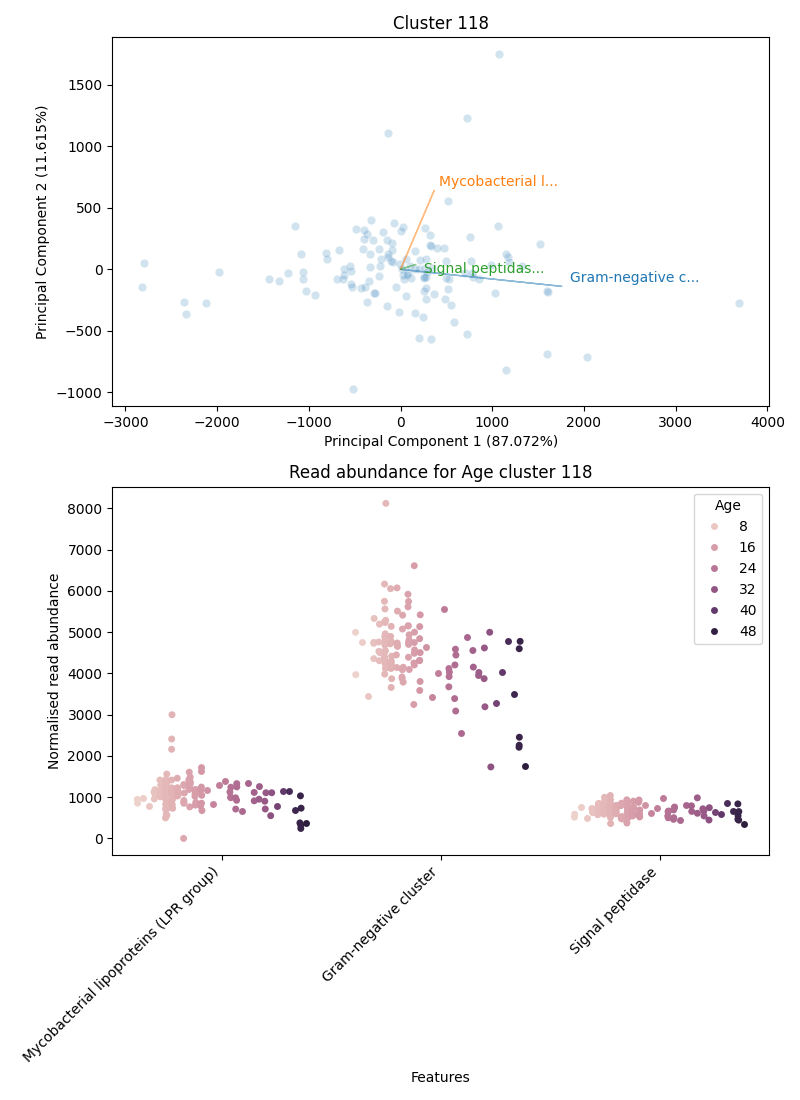 Cluster 118
Principal Component 2 (11.615%)
1500
1000
500
0
−500
−1000
Mycobacterial l...
Signal peptidas...
Gram-negative c...
−3000 −2000 −1000 0 1000 2000 3000 4000
Principal Component 1 (87.072%)
Read abundance for Age cluster 118
Normalised read abundance
8000
7000
6000
5000
4000
3000
2000
1000
0
Age
8
16
24
32
40
48
Mycobacterial lipoproteins (LPR group)
Gram-negative cluster
Signal peptidase
Features